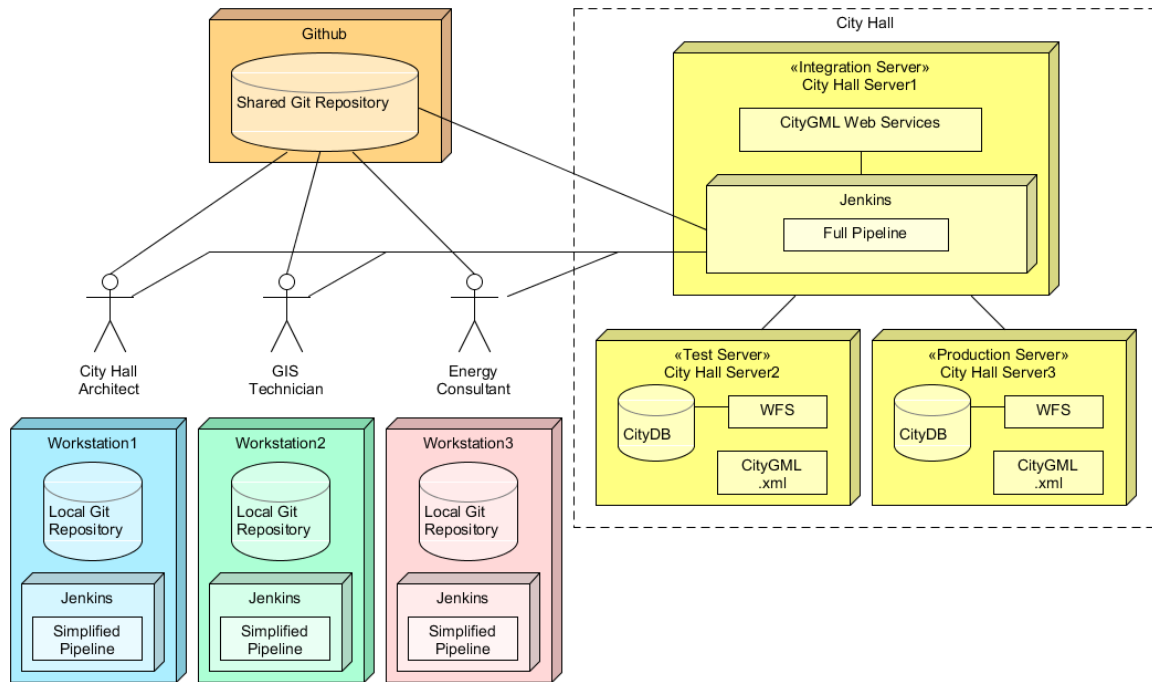 Github
Shared Git Repository
City Hall
«Integration Server»
City Hall Server1
CityGML Web Services
Jenkins
Full Pipeline
City Hall
Architect
GIS
Technician
Energy
Consultant
«Test Server»
City Hall Server2
CityDB
WFS
CityGML
.xml
«Production Server»
City Hall Server3
CityDB
WFS
CityGML
.xml
Workstation1
Local Git
Repository
Jenkins
Simplified
Pipeline
Workstation2
Local Git
Repository
Jenkins
Simplified
Pipeline
Workstation3
Local Git
Repository
Jenkins
Simplified
Pipeline